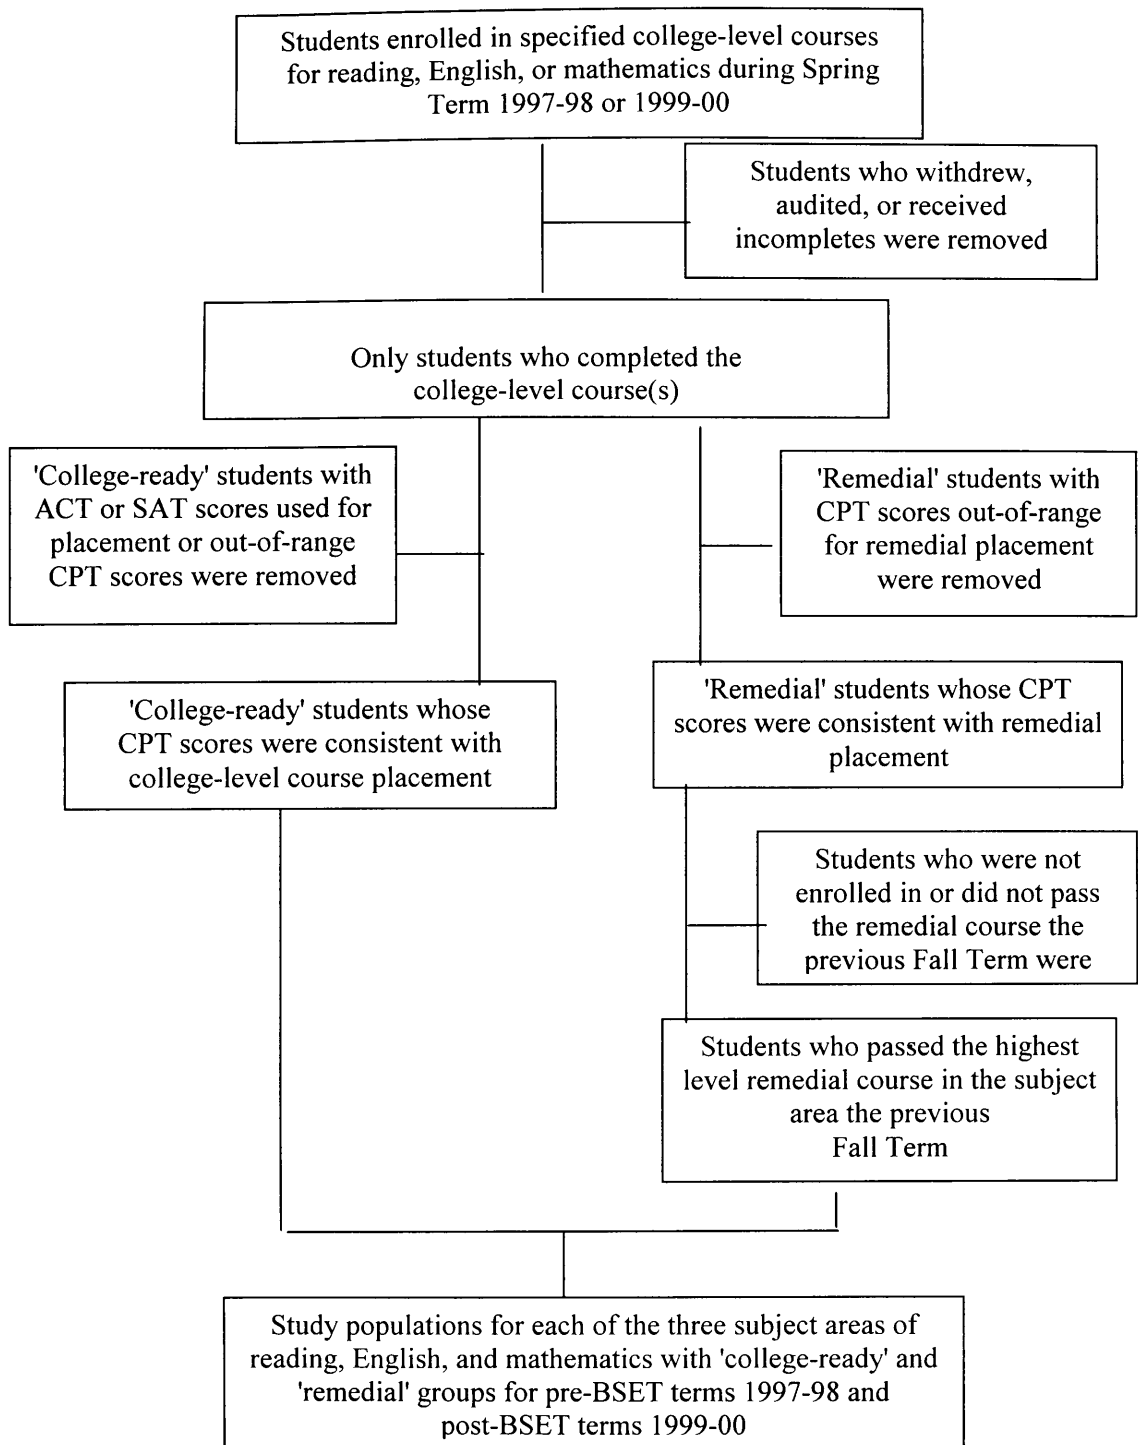 Students enrolled in specified college-level courses
for reading, English, or mathematics during Spring
Term 1997-98 or 1999-00
Students who withdrew,
audited, or received
incompletes were removed
Only students who completed the
college-level course(s)
'College-ready' students with
ACT or SAT scores used for
placement or out-of-range
CPT scores were removed
'Remedial' students with
CPT scores out-of-range
for remedial placement
were removed
'College-ready' students whose
CPT scores were consistent with
college-level course placement
'Remedial' students whose CPT
scores were consistent with remedial
placement
Students who were not
enrolled in or did not pass
the remedial course the
previous Fall Term were
Students who passed the highest
level remedial course in the subject
area the previous
Fall Term
Study populations for each of the three subject areas of
reading, English, and mathematics with 'college-ready' and
'remedial' groups for pre-BSET terms 1997-98 and
post-BSET terms 1999-00